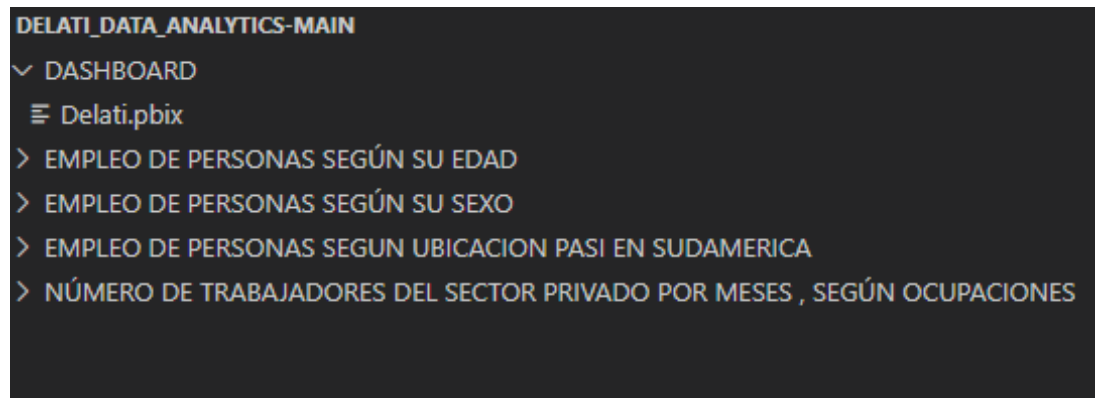 DELATI_DATA_ANALYTICS-MAIN
DASHBOARD
Delati.pbix
EMPLEO DE PERSONAS SEGÚN SU EDAD
EMPLEO DE PERSONAS SEGÚN SU SEXO
EMPLEO DE PERSONAS SEGUN UBICACION PASI EN SUDAMERICA
NÚMERO DE TRABAJADORES DEL SECTOR PRIVADO POR MESES , SEGÚN OCUPACIONES